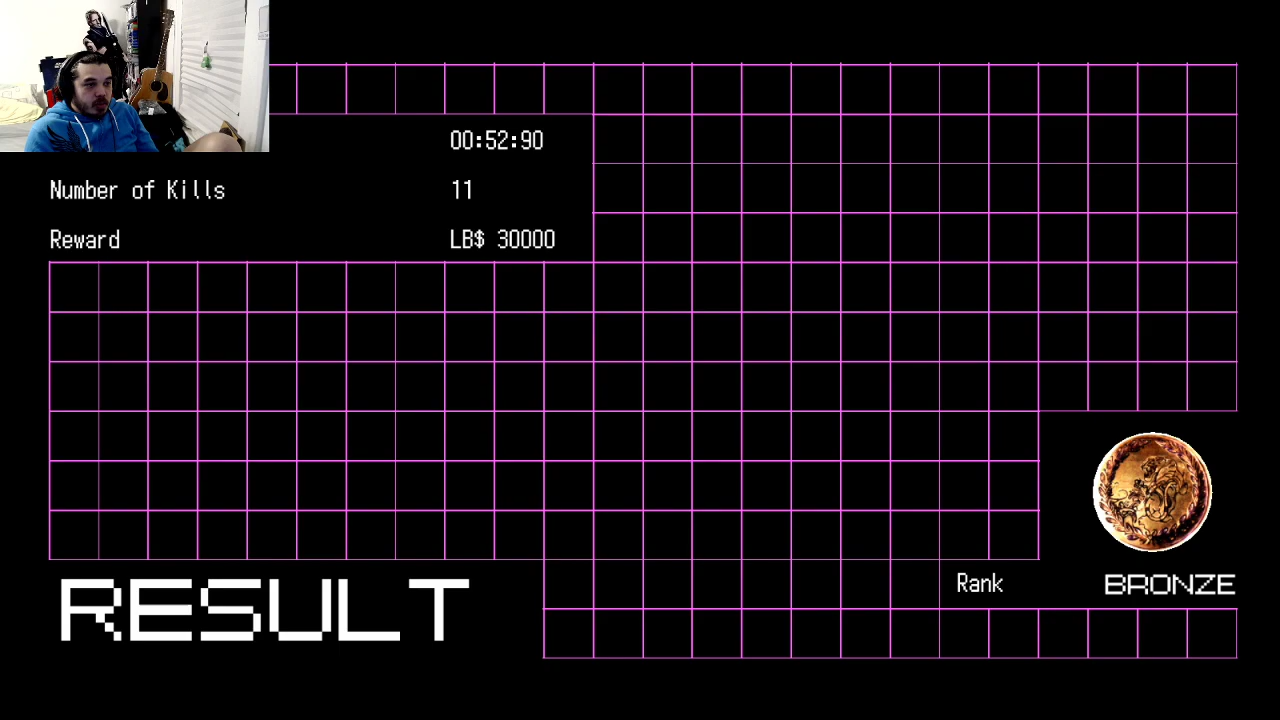 00:52:90
Number of Kills 11
Reward LB$ 30000
RESULT
Rank BRONZE